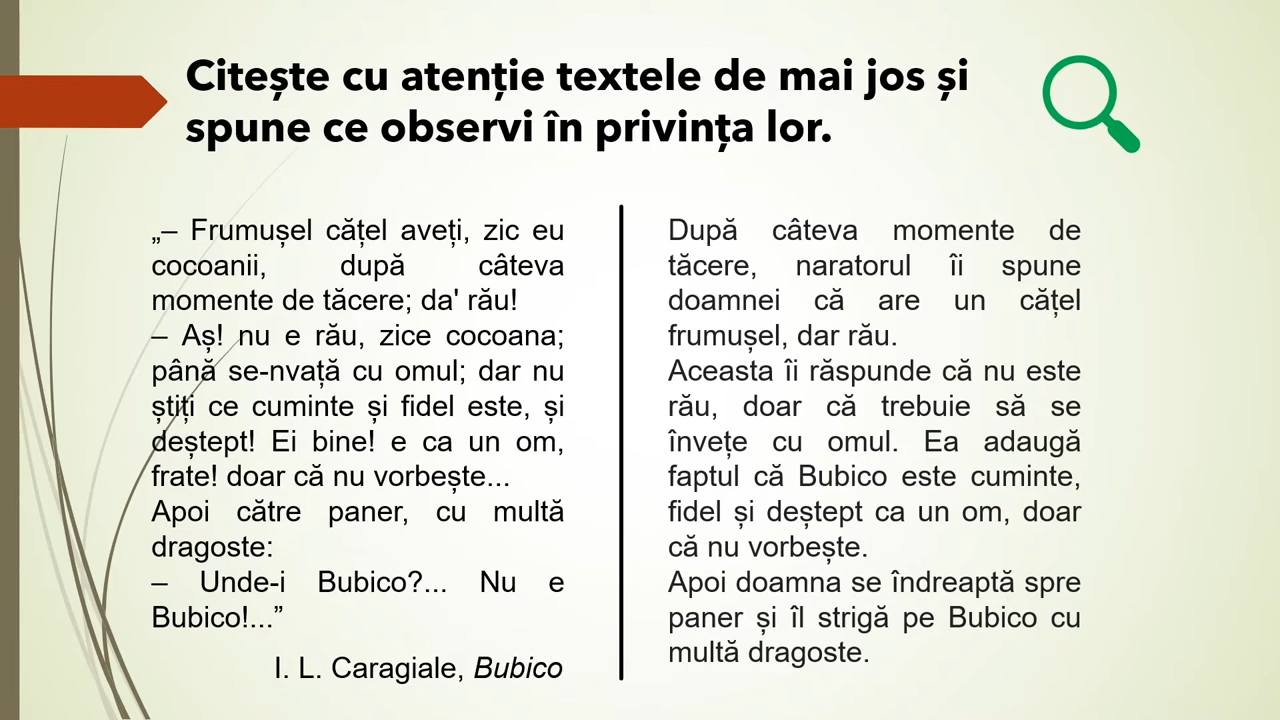 Citește cu atenție textele de mai jos și
spune ce observi în privința lor.
„– Frumușel cățel aveți, zic eu
cocoanii, după câteva
momente de tăcere; da' rău!
– Aș! nu e rău, zice cocoana;
până se-nvață cu omul; dar nu
știți ce cuminte și fidel este, și
deștept! Ei bine! e ca un om,
frate! doar că nu vorbește...
Apoi către paner, cu multă
dragoste:
– Unde-i Bubico?... Nu e
Bubico!...”
I. L. Caragiale, Bubico
După câteva momente de
tăcere, naratorul îi spune
doamnei că are un cățel
frumușel, dar rău.
Aceasta îi răspunde că nu este
rău, doar că trebuie să se
învețe cu omul. Ea adaugă
faptul că Bubico este cuminte,
fidel și deștept ca un om, doar
că nu vorbește.
Apoi doamna se îndreaptă spre
paner și îl strigă pe Bubico cu
multă dragoste.